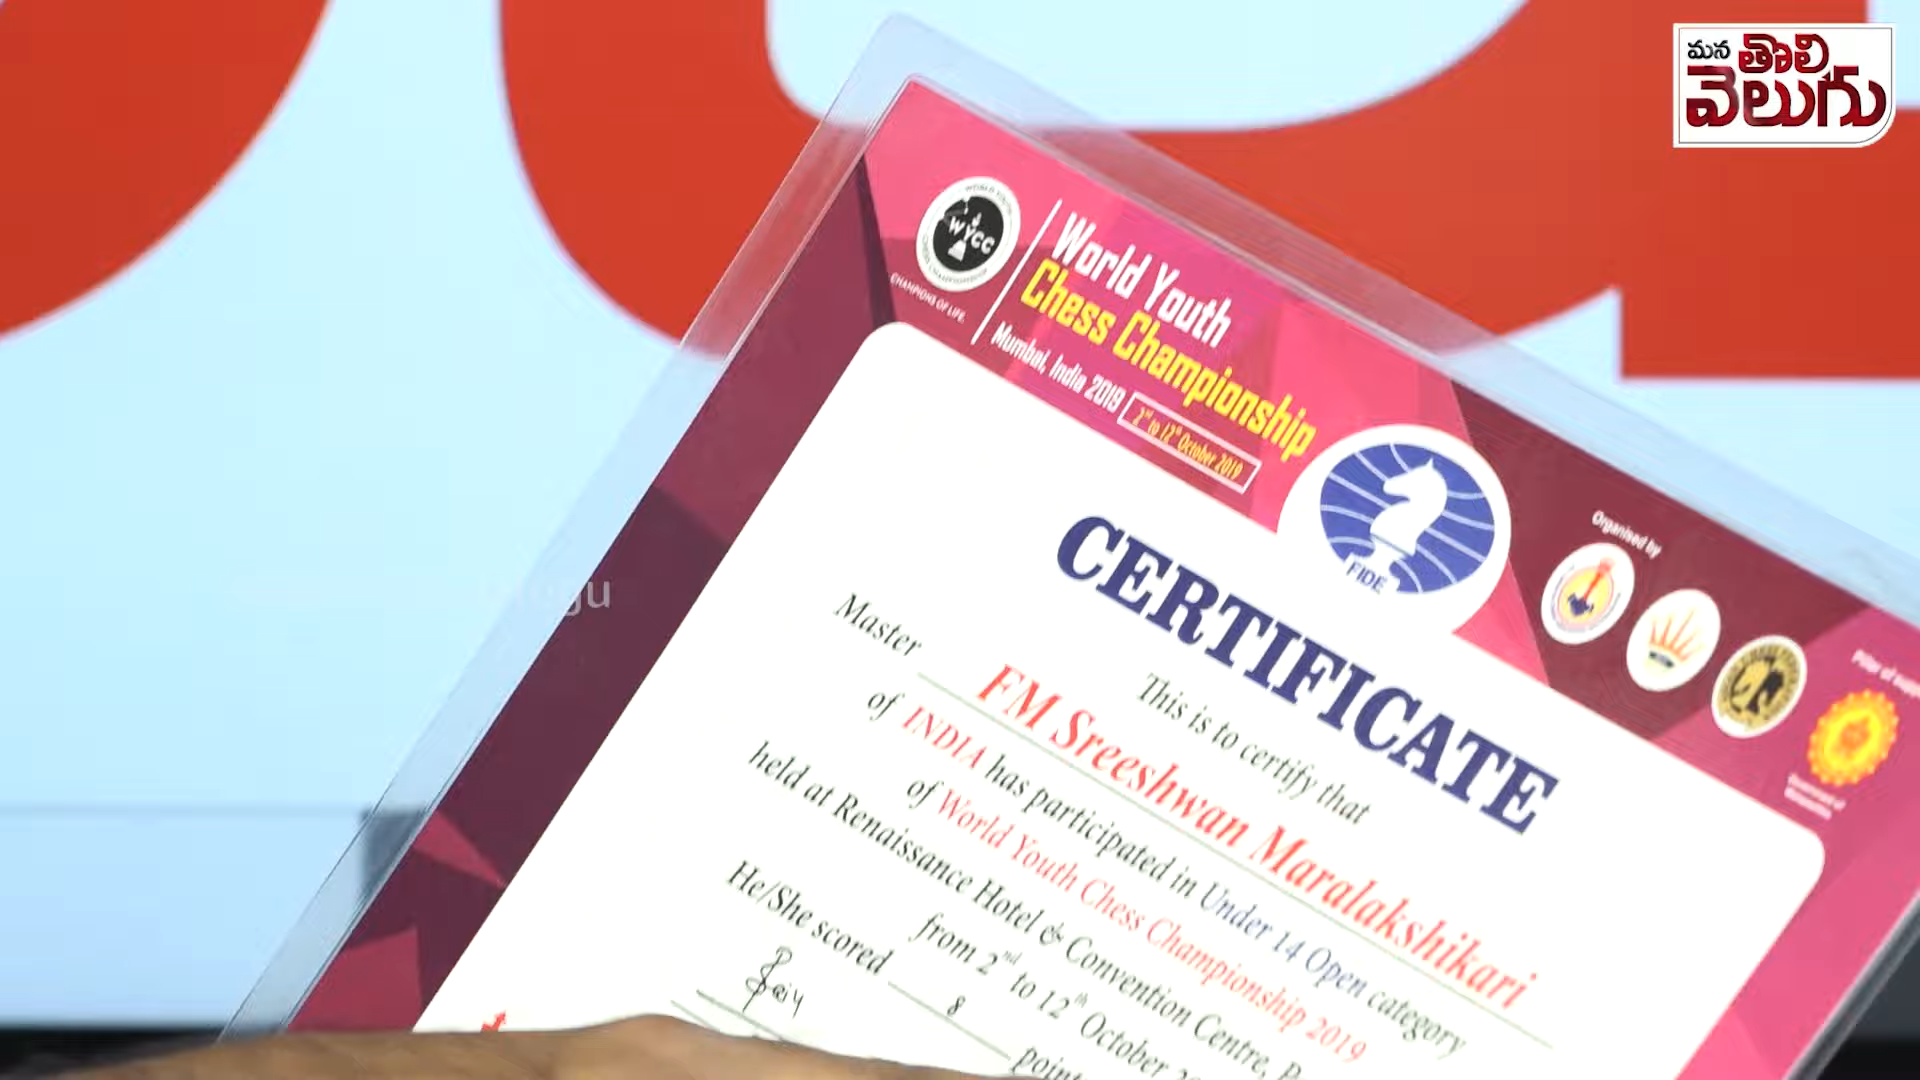 మన తొలి
వెలుగు
WYCC
CHAMPIONS OF LIFE
World Youth
Chess Championship
Mumbai, India 2019
2nd to 12th October 2019
FIDE
Organised by
CERTIFICATE
This is to certify that
Master FM Sreeshwan Maralakshikari
of INDIA has participated in Under 14 Open category
of World Youth Chess Championship 2019
held at Renaissance Hotel & Convention Centre,
from 2nd to 12th October
He/She scored 8 points